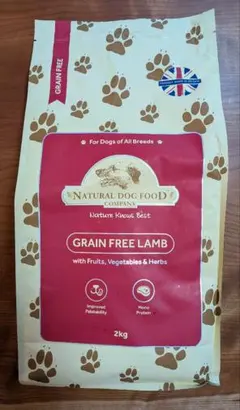 GRAIN FREE
For Dogs of All Breeds
NATURAL DOG FOOD
COMPANY
Nature Knows Best
GRAIN FREE LAMB
with Fruits, Vegetables & Herbs
Improved
Palatability
Mono
Protein
2kg